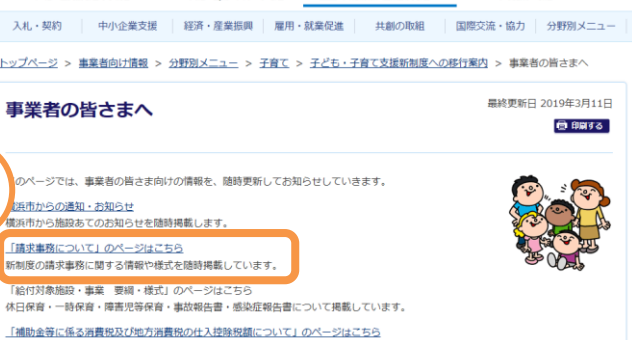 入札・契約 中小企業支援 経済・産業振興 雇用・就業促進 共創の取組 国際交流・協力 分野別メニュー
トップページ > 事業者向け情報 > 分野別メニュー > 子育て > 子ども・子育て支援新制度への移行案内 > 事業者の皆さまへ
事業者の皆さまへ
最終更新日 2019年3月11日
印刷する
のページでは、事業者の皆さま向けの情報を、随時更新してお知らせしていきます。
横浜市からの通知・お知らせ
横浜市から施設あてのお知らせを随時掲載します。
「請求事務について」のページはこちら
新制度の請求事務に関する情報や様式を随時掲載しています。
「給付対象施設・事業 要綱・様式」のページはこちら
休日保育・一時保育・障害児等保育・事故報告書・感染症報告書について掲載しています。
「補助金等に係る消費税及び地方消費税の仕入控除税額について」のページはこちら